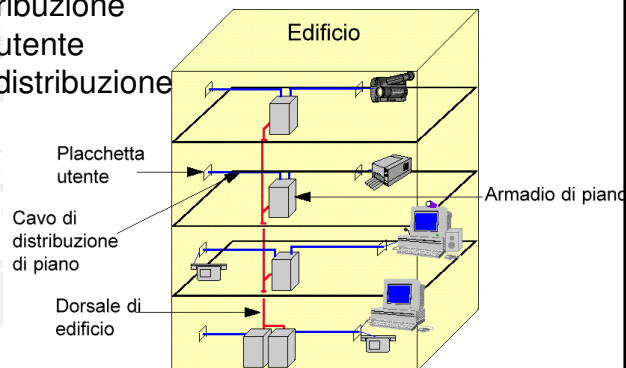 ribuzione
utente
distribuzione
Edificio
Placchetta
utente
Armadio di piano
Cavo di
distribuzione
di piano
Dorsale di
edificio